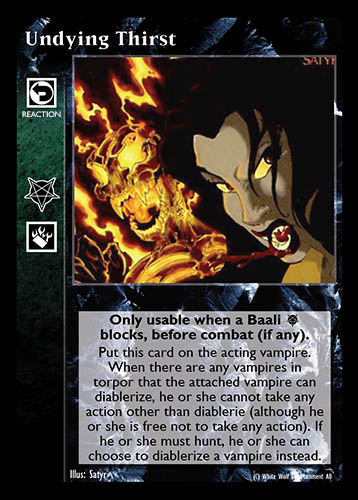 Undying Thirst
SATYR
REACTION
Only usable when a Baali
blocks, before combat (if any).
Put this card on the acting vampire.
When there are any vampires in
torpor that the attached vampire can
diablerize, he or she cannot take any
action other than diablerie (although he
or she is free not to take any action). If
he or she must hunt, he or she can
choose to diablerize a vampire instead.
Illus: Satyr
(C) White Wolf Entertainment AB